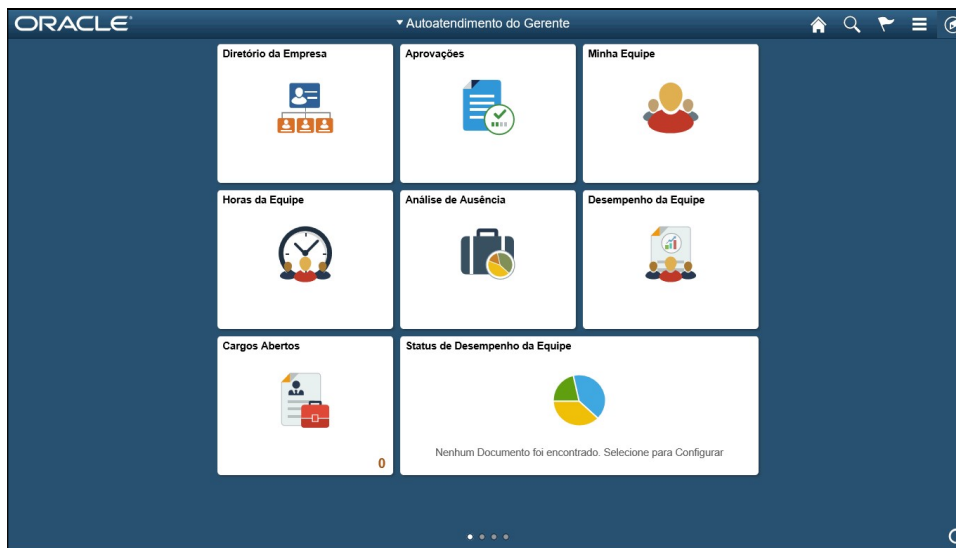 ORACLE
Autoatendimento do Gerente
Diretório da Empresa
Aprovações
Minha Equipe
Horas da Equipe
Análise de Ausência
Desempenho da Equipe
Cargos Abertos
0
Status de Desempenho da Equipe
Nenhum Documento foi encontrado. Selecione para Configurar